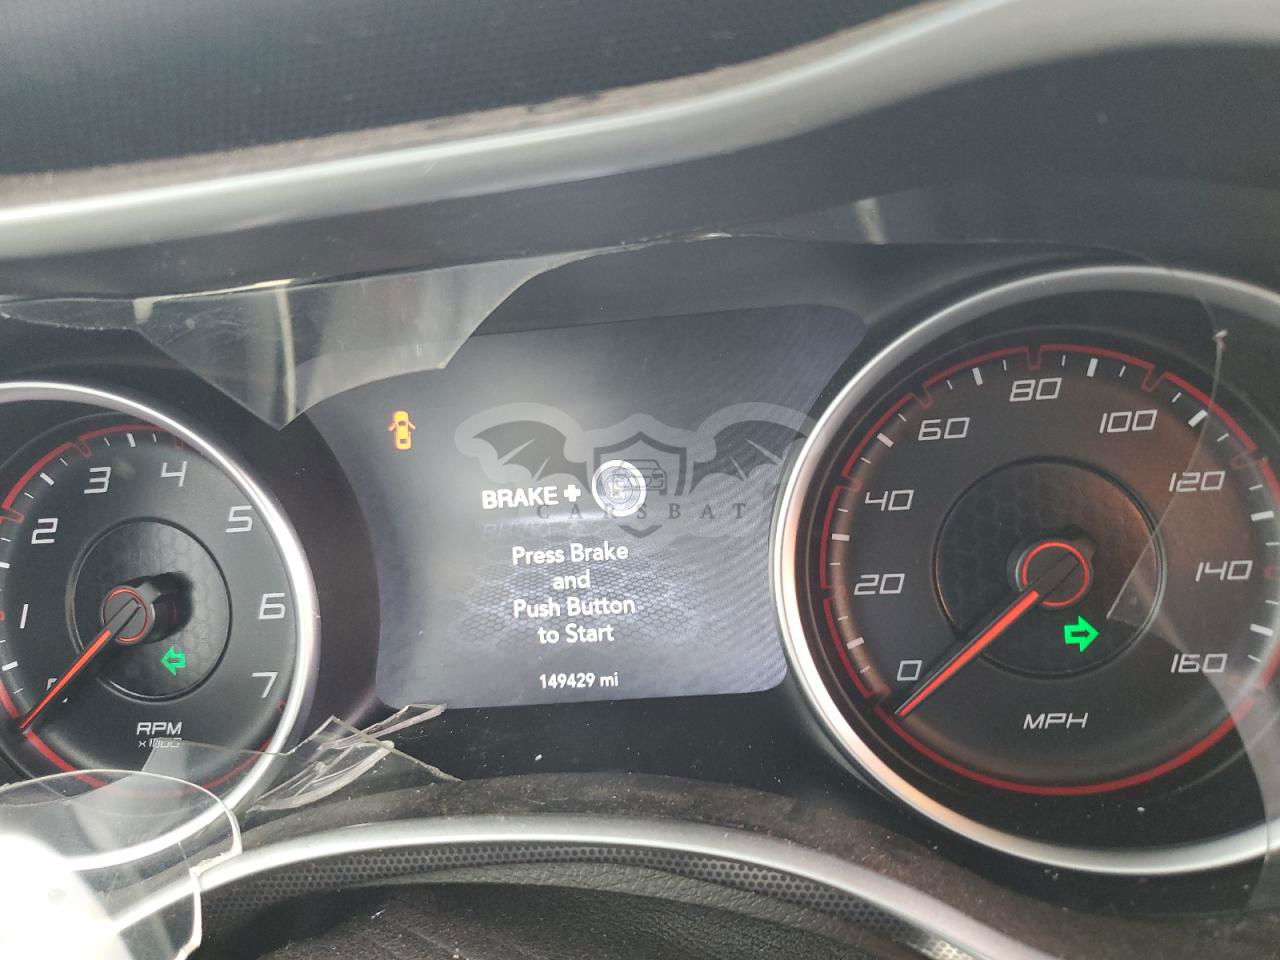 BRAKE +
CARSBAT
Press Brake
and
Push Button
to Start
149429 mi
1
2
3
4
5
6
7
RPM
x1000
0
20
40
60
80
100
120
140
160
MPH